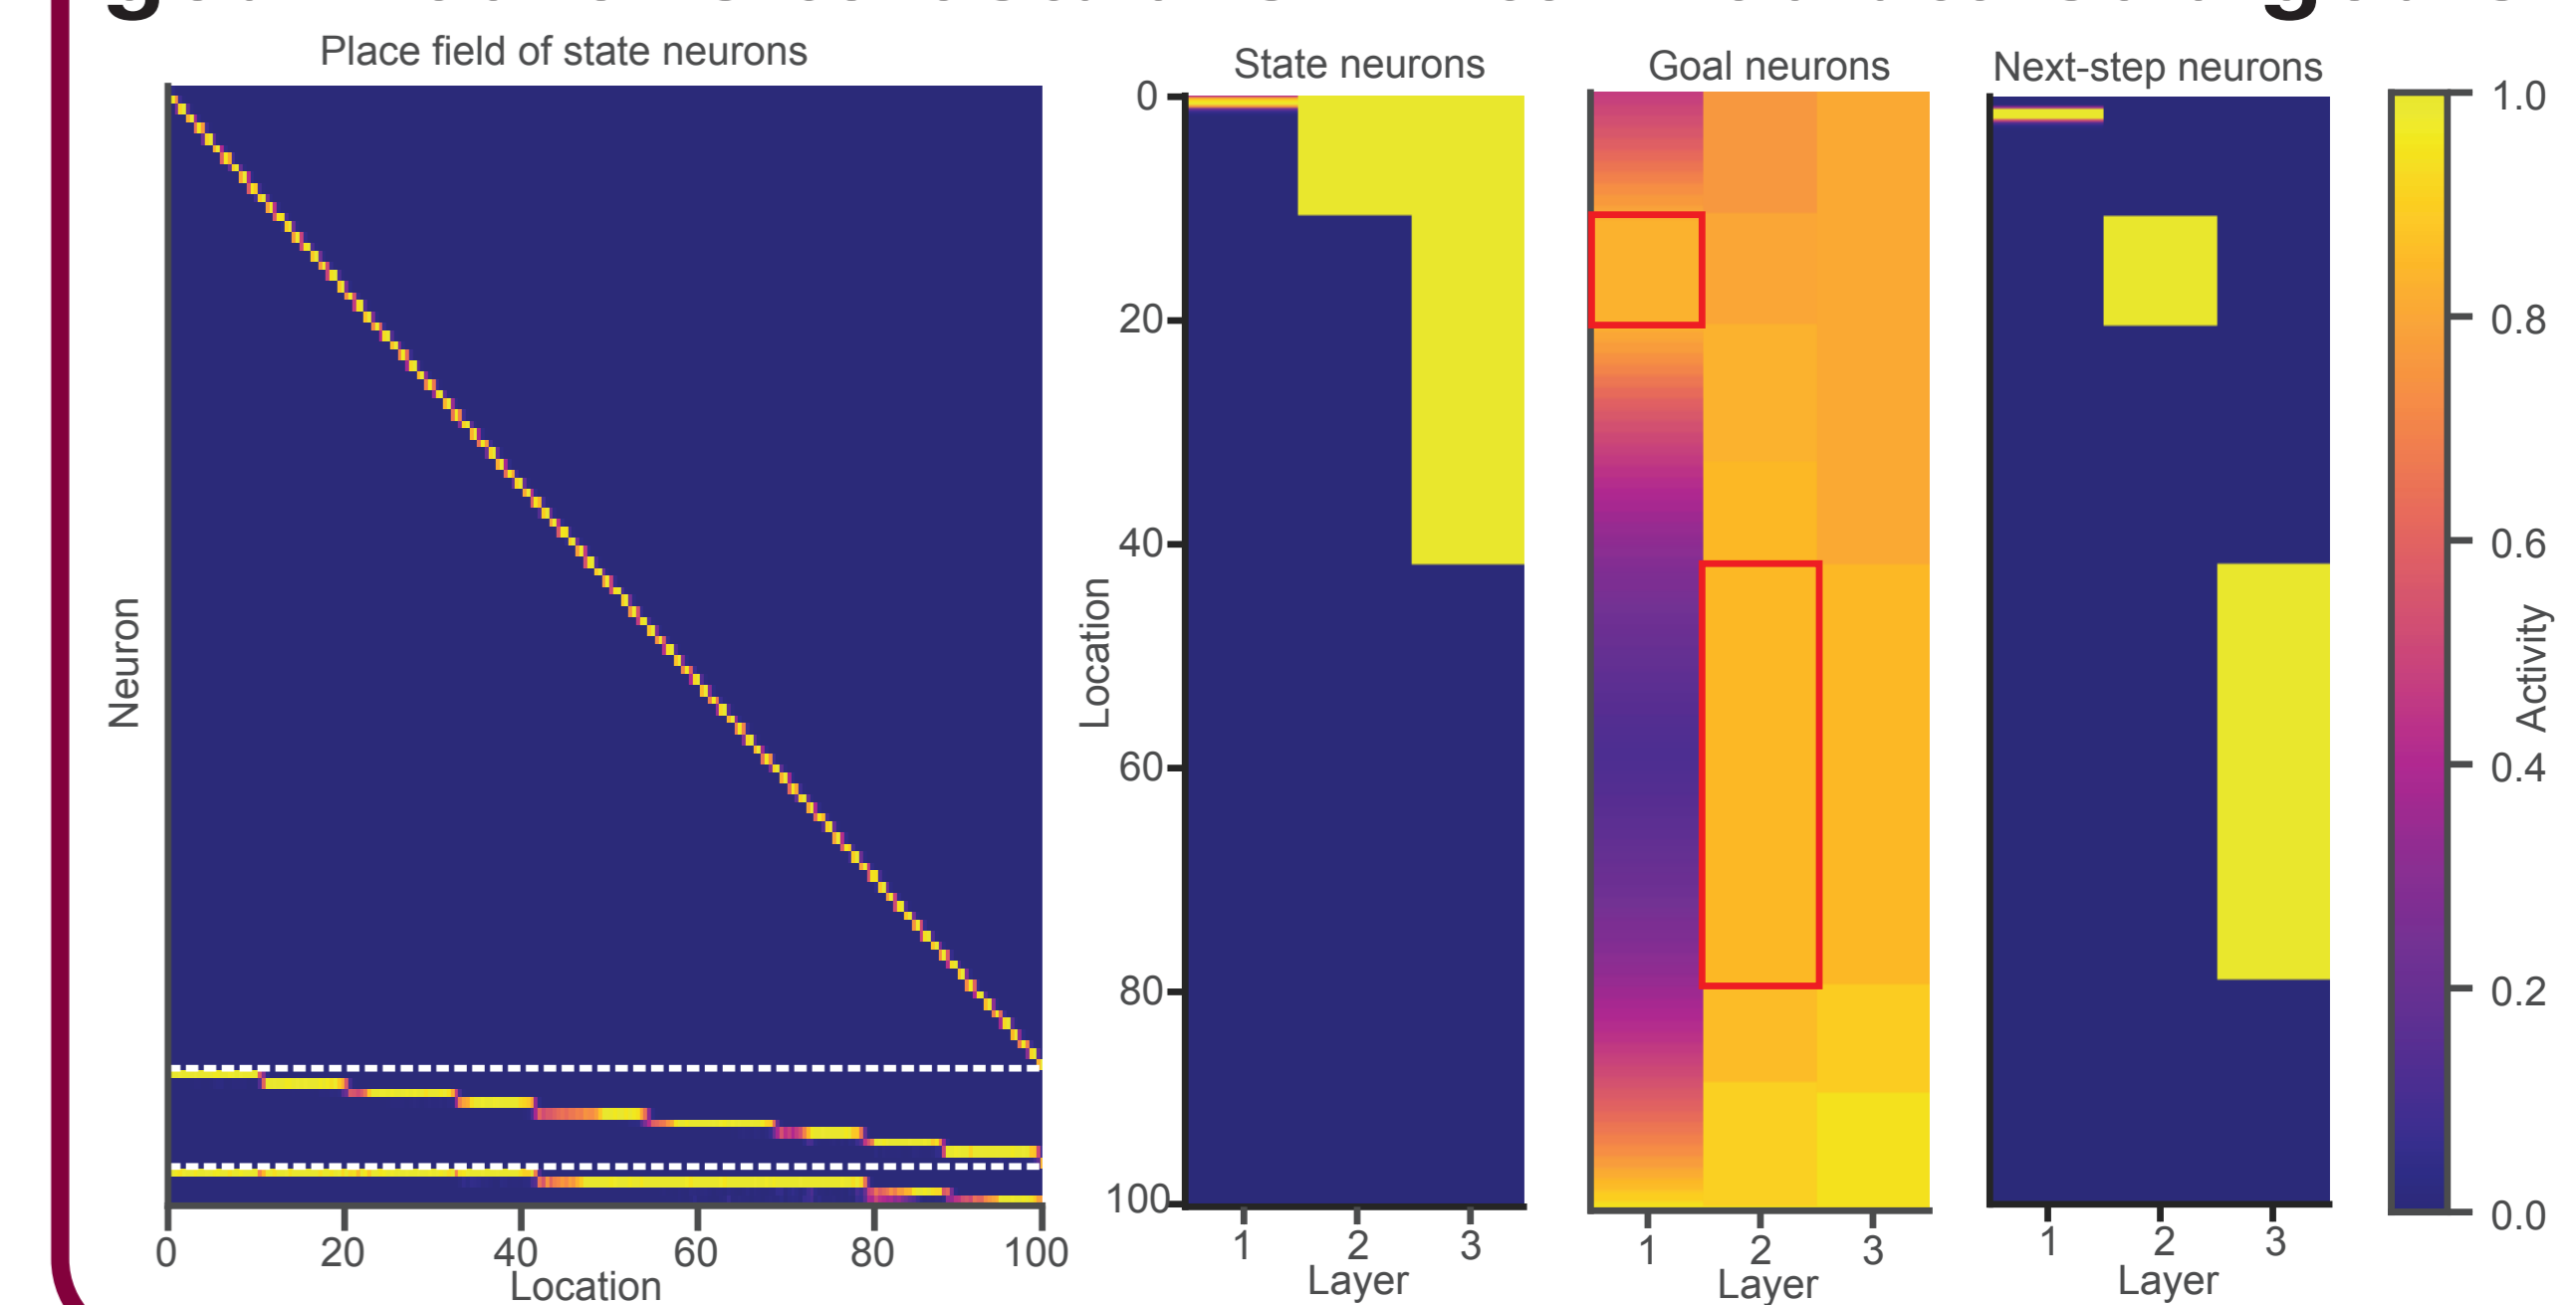 Place field of state neurons
Neuron
0 20 40 60 80 100
Location
State neurons
Location
0
20
40
60
80
100
1 2 3
Layer
Goal neurons
1 2 3
Layer
Next-step neurons
1 2 3
Layer
1.0
0.8
0.6
0.4
0.2
0.0
Activity